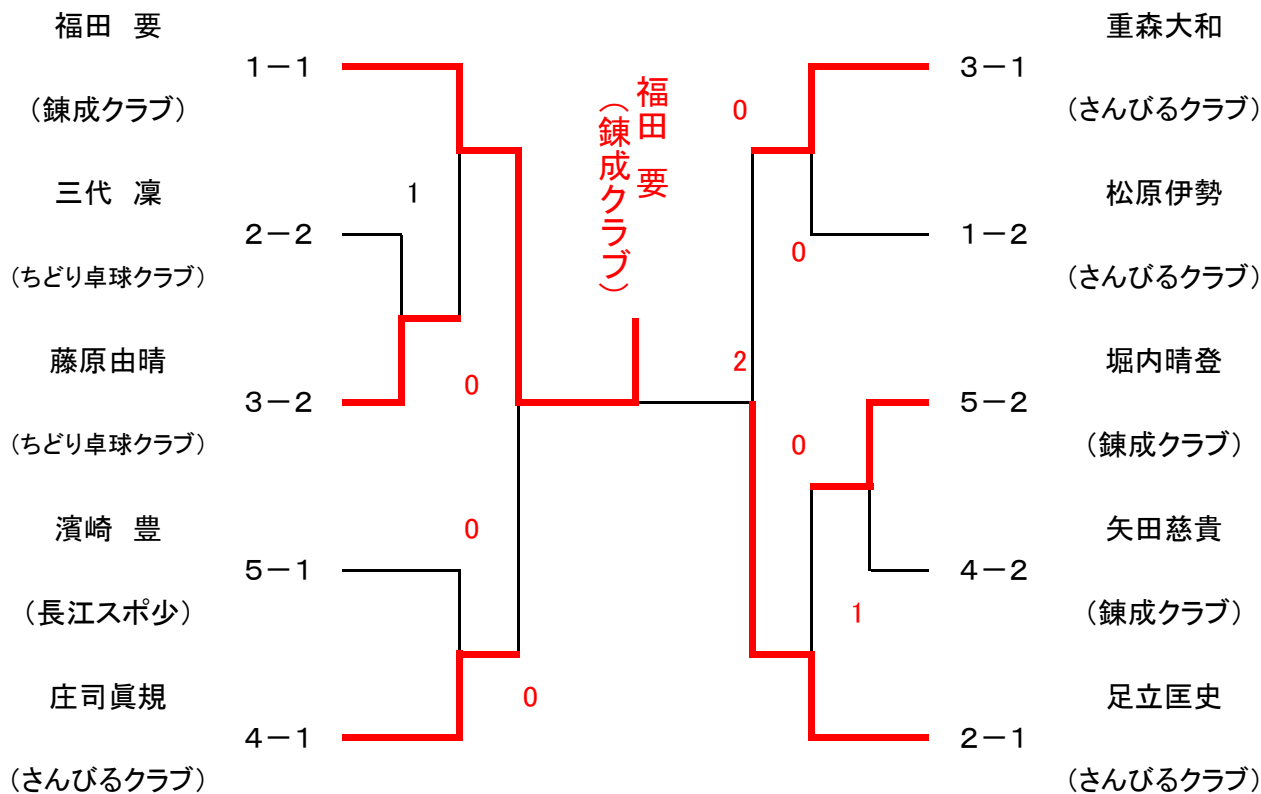 福田　要
1－1
（錬成クラブ）
三代　凜
2－2
（ちどり卓球クラブ）
藤原由晴
3－2
（ちどり卓球クラブ）
濱崎　豊
5－1
（長江スポ少）
庄司眞規
4－1
（さんびるクラブ）
1
0
0
0
福田　要
（錬成クラブ）
0
0
2
0
1
重森大和
3－1
（さんびるクラブ）
松原伊勢
1－2
（さんびるクラブ）
堀内晴登
5－2
（錬成クラブ）
矢田慈貴
4－2
（錬成クラブ）
足立匡史
2－1
（さんびるクラブ）